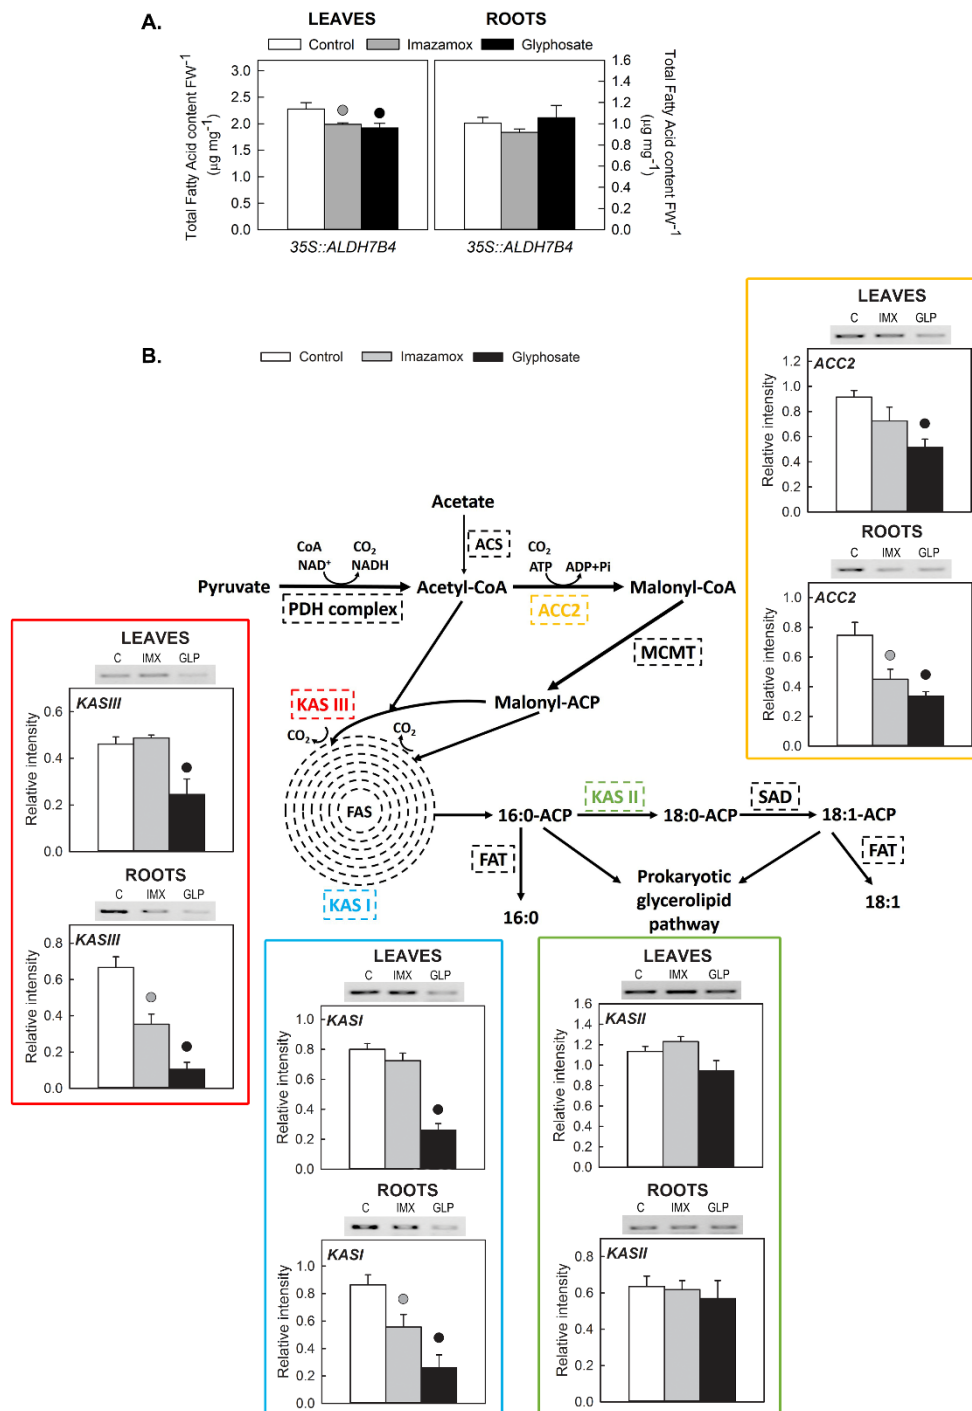 A.
LEAVES ROOTS
Control Imazamox Glyphosate
Total Fatty Acid content FW⁻¹
(µg mg⁻¹)
3.0
2.5
2.0
1.5
1.0
0.5
0.0
1.6
1.4
1.2
1.0
0.8
0.6
0.4
0.2
0.0
Total Fatty Acid content FW⁻¹
(µg mg⁻¹)
35S::ALDH7B4 35S::ALDH7B4
B.
Control Imazamox Glyphosate
LEAVES
C IMX GLP
ACC2
Relative intensity
1.2
1.0
0.8
0.6
0.4
0.2
0.0
ROOTS
C IMX GLP
ACC2
Relative intensity
1.0
0.8
0.6
0.4
0.2
0.0
Acetate
ACS
CoA
NAD⁺
CO₂
NADH
CO₂
ATP
ADP+Pi
Pyruvate
Acetyl-CoA
Malonyl-CoA
PDH complex
ACC2
MCMT
KAS III
Malonyl-ACP
CO₂
CO₂
FAS
KAS I
16:0-ACP
KAS II
18:0-ACP
SAD
18:1-ACP
FAT
FAT
16:0
Prokaryotic
glycerolipid
pathway
18:1
LEAVES
C IMX GLP
KASIII
Relative intensity
0.6
0.4
0.2
0.0
ROOTS
C IMX GLP
KASIII
Relative intensity
0.8
0.6
0.4
0.2
0.0
LEAVES
C IMX GLP
KASI
Relative intensity
1.0
0.8
0.6
0.4
0.2
0.0
ROOTS
C IMX GLP
KASI
Relative intensity
1.0
0.8
0.6
0.4
0.2
0.0
LEAVES
C IMX GLP
KASII
Relative intensity
1.6
1.4
1.2
1.0
0.8
0.6
0.4
0.2
0.0
ROOTS
C IMX GLP
KASII
Relative intensity
0.8
0.6
0.4
0.2
0.0